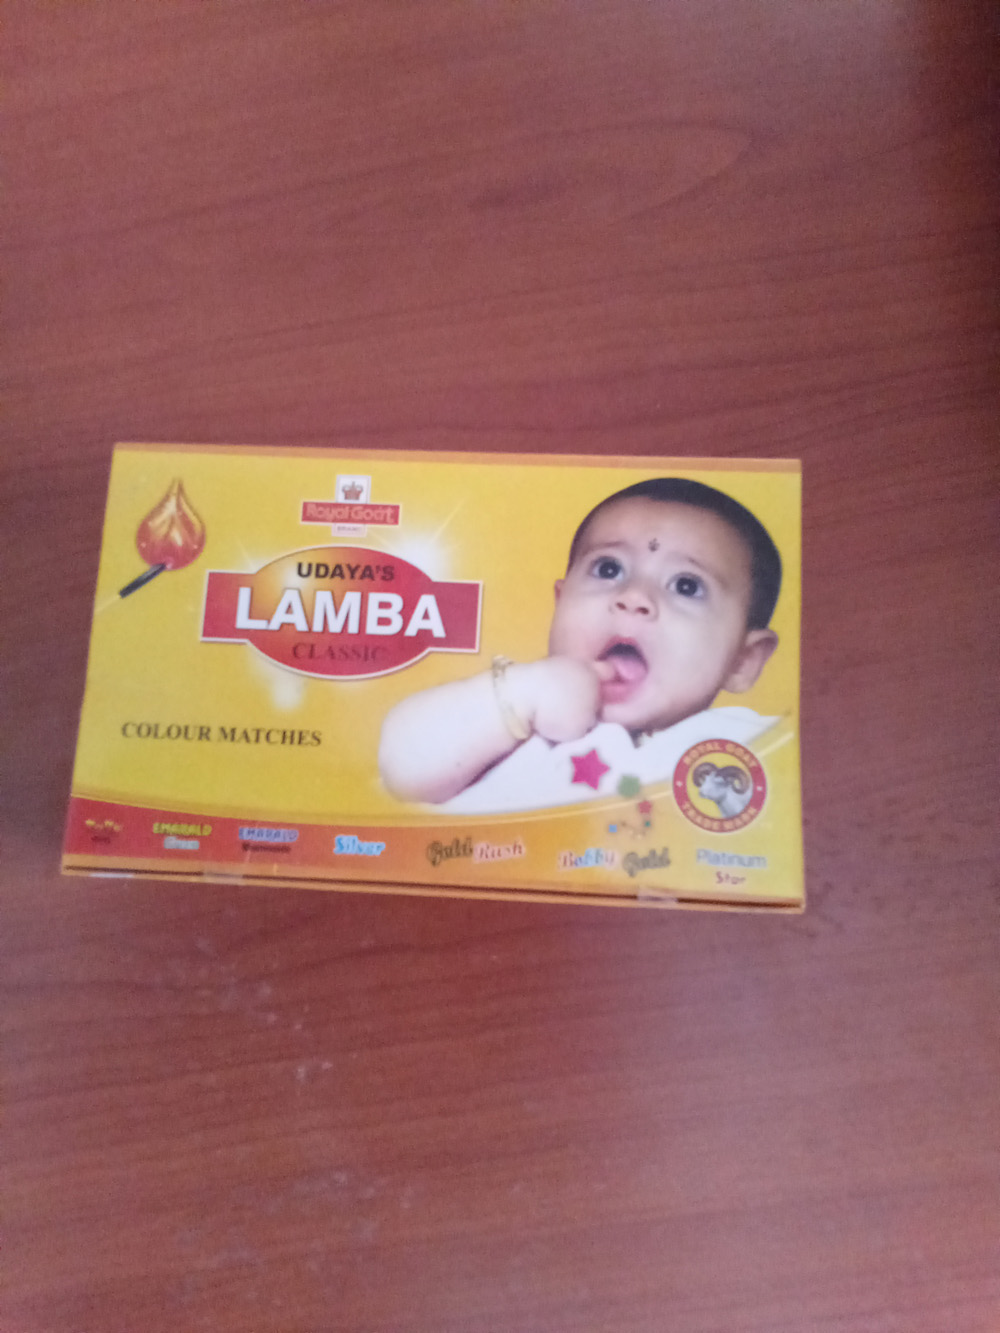 Royal Goat
BRAND
UDAYA'S
LAMBA
CLASSIC
COLOUR MATCHES
ROYAL GOAT
TRADE MARK
EMARALD
Green
EMARALD
Silver
Gold Rush
Bobby Gold
Platinum
Star